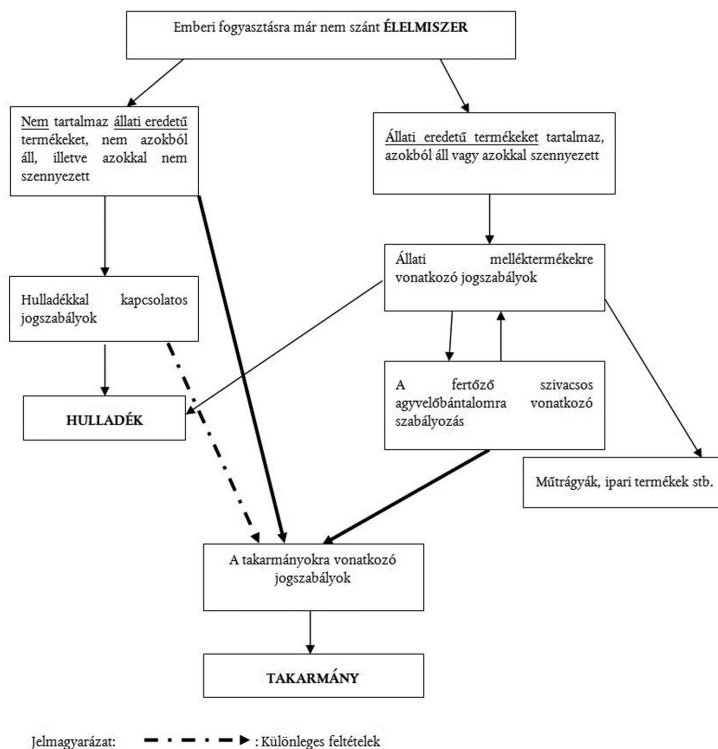 Emberi fogyasztásra már nem szánt ÉLELMISZER
Nem tartalmaz állati eredetű
termékeket, nem azokból
áll, illetve azokkal nem
szennyezett
Állati eredetű termékeket tartalmaz,
azokból áll vagy azokkal szennyezett
Hulladékkal kapcsolatos
jogszabályok
Állati melléktermékekre
vonatkozó jogszabályok
HULLADÉK
A fertőző szivacsos
agyvelőbántalomra vonatkozó
szabályozás
Műtrágyák, ipari termékek stb.
A takarmányokra vonatkozó
jogszabályok
TAKARMÁNY
Jelmagyarázat: : Különleges feltételek